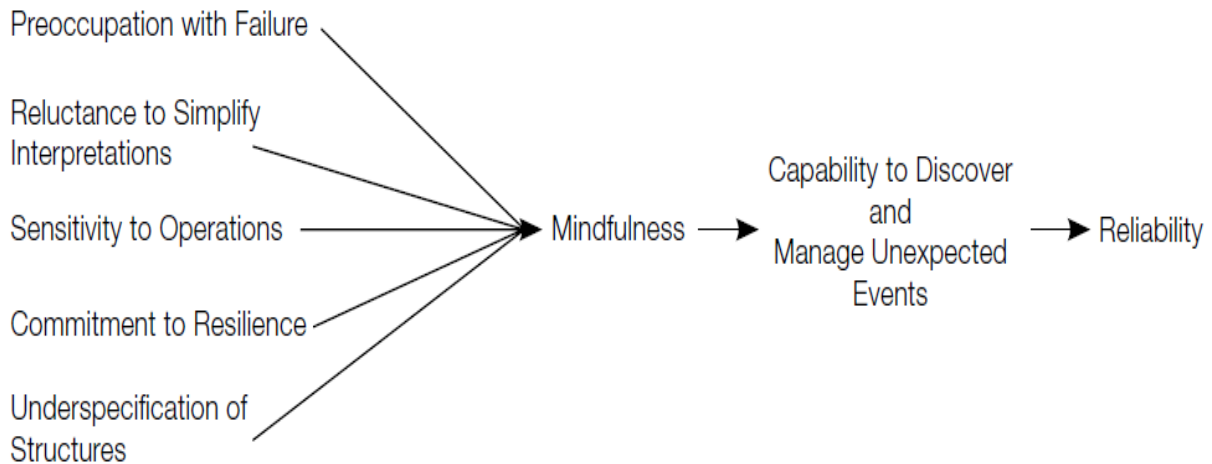 Preoccupation with Failure
Reluctance to Simplify
Interpretations
Sensitivity to Operations
Commitment to Resilience
Underspecification of
Structures
Mindfulness
Capability to Discover
and
Manage Unexpected
Events
Reliability